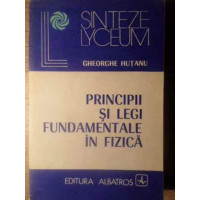 SINTEZE
LYCEUM
GHEORGHE HUȚANU
PRINCIPII
ȘI LEGI
FUNDAMENTALE
ÎN FIZICĂ
EDITURA ALBATROS